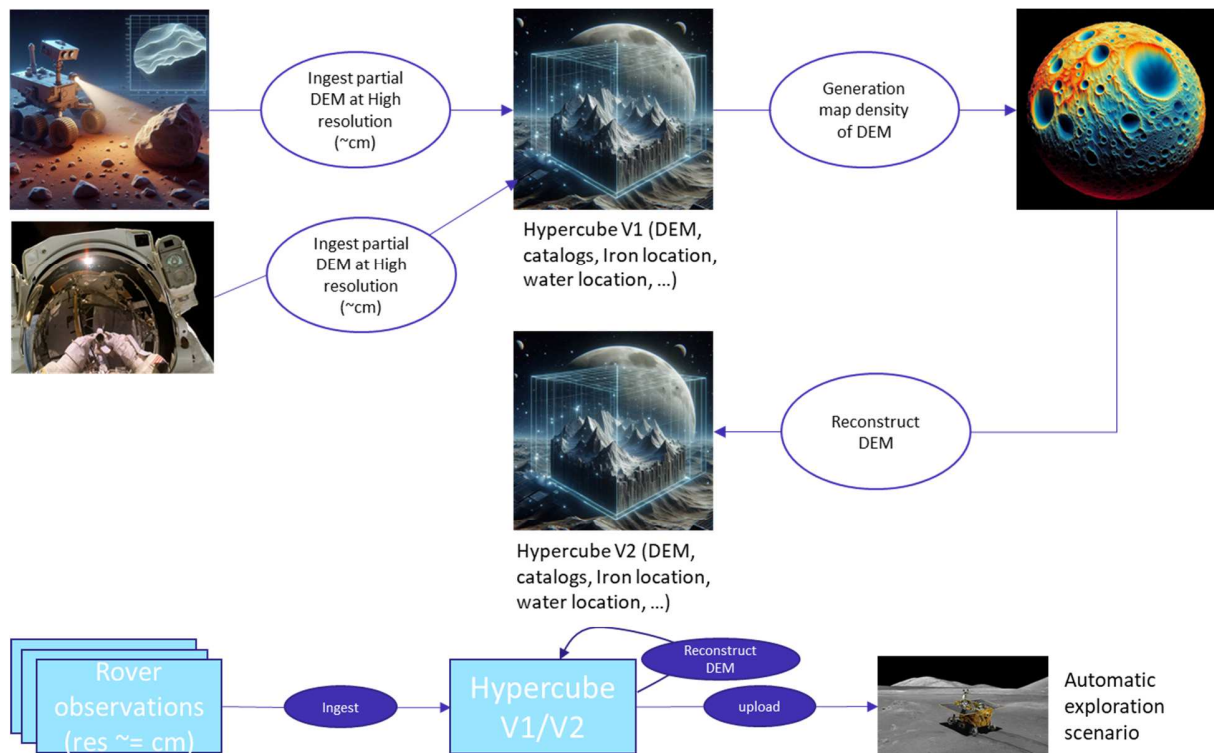 Ingest partial
DEM at High
resolution
(~cm)
Generation
map density
of DEM
Ingest partial
DEM at High
resolution
(~cm)
Hypercube V1 (DEM,
catalogs, Iron location,
water location, ...)
Reconstruct
DEM
Hypercube V2 (DEM,
catalogs, Iron location,
water location, ...)
Rover
observations
(res ~= cm)
Ingest
Hypercube
V1/V2
Reconstruct
DEM
upload
Automatic
exploration
scenario